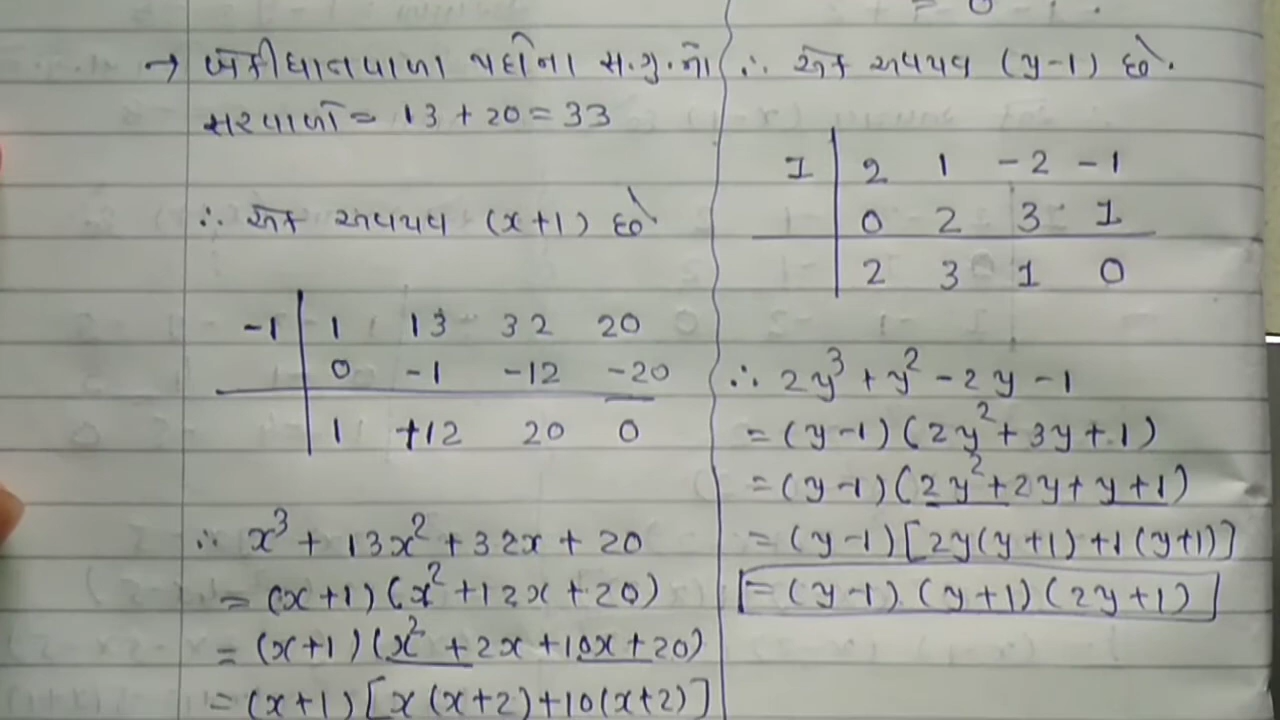 → એકીઘાતવાળા પદોના સ.ગુ.નો
સરવાળો = 13 + 20 = 33
∴ એક અવયવ (x+1) છે
-1 | 1 13 32 20
0 -1 -12 -20
1 +12 20 0
∴ x³ + 13x² + 32x + 20
= (x+1) (x² + 12x + 20)
= (x+1) (x² + 2x + 10x + 20)
= (x+1) [x (x+2) + 10(x+2)]
∴ એક અવયવ (y-1) છે.
1 | 2 1 -2 -1
0 2 3 1
2 3 1 0
∴ 2y³ + y² - 2y - 1
= (y-1) (2y² + 3y + 1)
= (y-1) (2y² + 2y + y + 1)
= (y-1) [2y(y+1) + 1(y+1)]
= (y-1) (y+1) (2y+1)